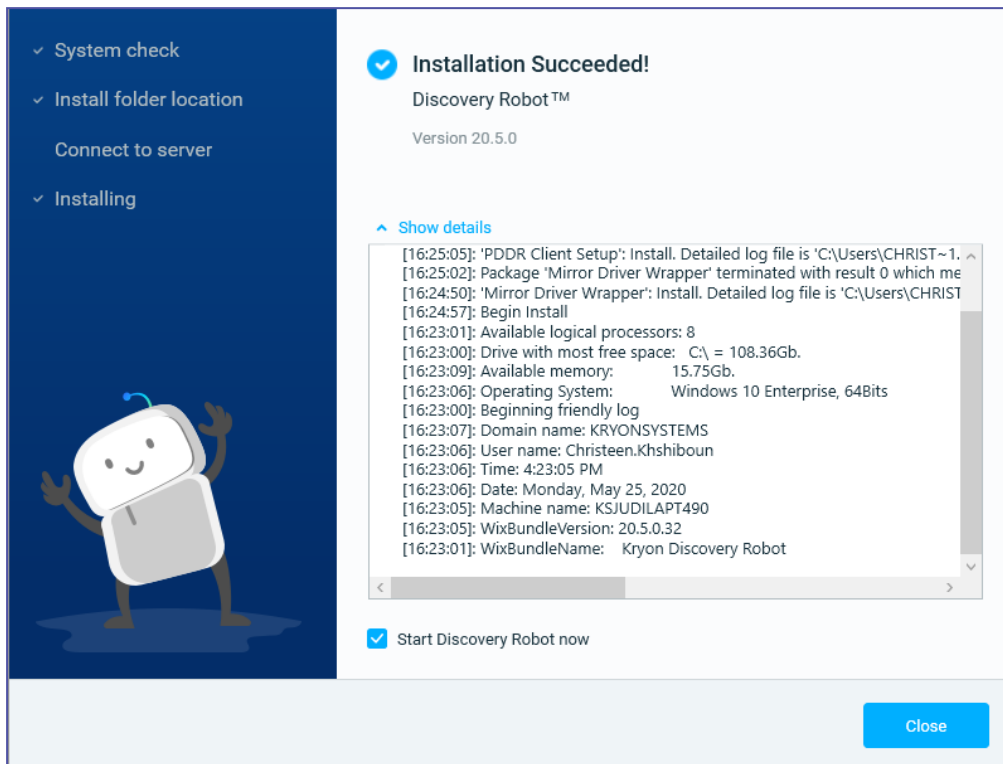 System check
Install folder location
Connect to server
Installing
Installation Succeeded!
Discovery Robot™
Version 20.5.0
Show details
[16:25:05]: 'PDDR Client Setup': Install. Detailed log file is 'C:\Users\CHRIST~1.
[16:25:02]: Package 'Mirror Driver Wrapper' terminated with result 0 which me
[16:24:50]: 'Mirror Driver Wrapper': Install. Detailed log file is 'C:\Users\CHRIST
[16:24:57]: Begin Install
[16:23:01]: Available logical processors: 8
[16:23:00]: Drive with most free space: C:\ = 108.36Gb.
[16:23:09]: Available memory: 15.75Gb.
[16:23:06]: Operating System: Windows 10 Enterprise, 64Bits
[16:23:00]: Beginning friendly log
[16:23:07]: Domain name: KRYONSYSTEMS
[16:23:06]: User name: Christeen.Khshiboun
[16:23:06]: Time: 4:23:05 PM
[16:23:06]: Date: Monday, May 25, 2020
[16:23:05]: Machine name: KSJUDILAPT490
[16:23:05]: WixBundleVersion: 20.5.0.32
[16:23:01]: WixBundleName: Kryon Discovery Robot
Start Discovery Robot now
Close